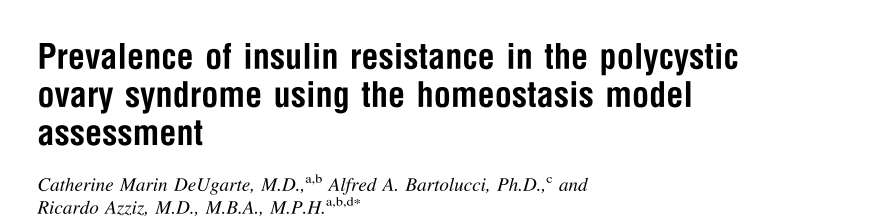 Prevalence of insulin resistance in the polycystic
ovary syndrome using the homeostasis model
assessment
Catherine Marin DeUgarte, M.D.,a,b Alfred A. Bartolucci, Ph.D.,c and
Ricardo Azziz, M.D., M.B.A., M.P.H.a,b,d*